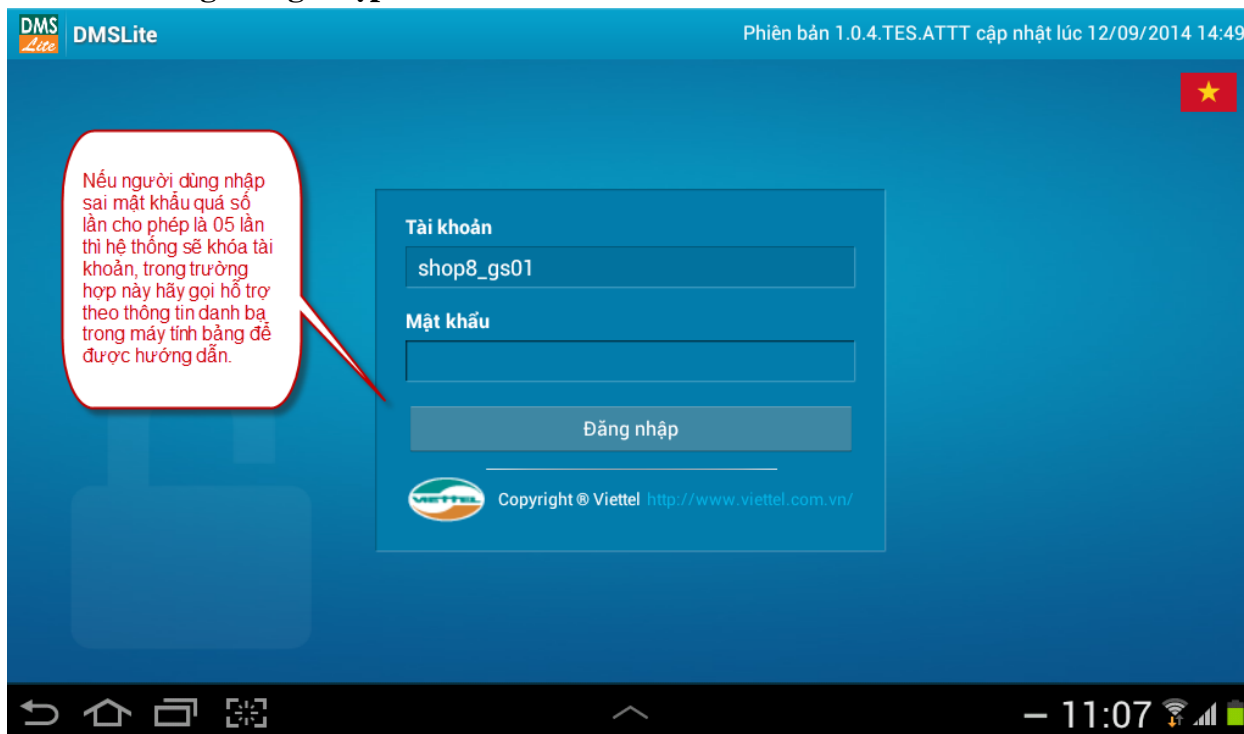 DMS
Lite
DMSLite
Phiên bản 1.0.4.TES.ATTT cập nhật lúc 12/09/2014 14:49
Nếu người dùng nhập
sai mật khẩu quá số
lần cho phép là 05 lần
thì hệ thống sẽ khóa tài
khoản, trong trường
hợp này hãy gọi hỗ trợ
theo thông tin danh bạ
trong máy tính bảng để
được hướng dẫn.
Tài khoản
shop8_gs01
Mật khẩu
Đăng nhập
VIETTEL
Copyright ® Viettel http://www.viettel.com.vn/
11:07